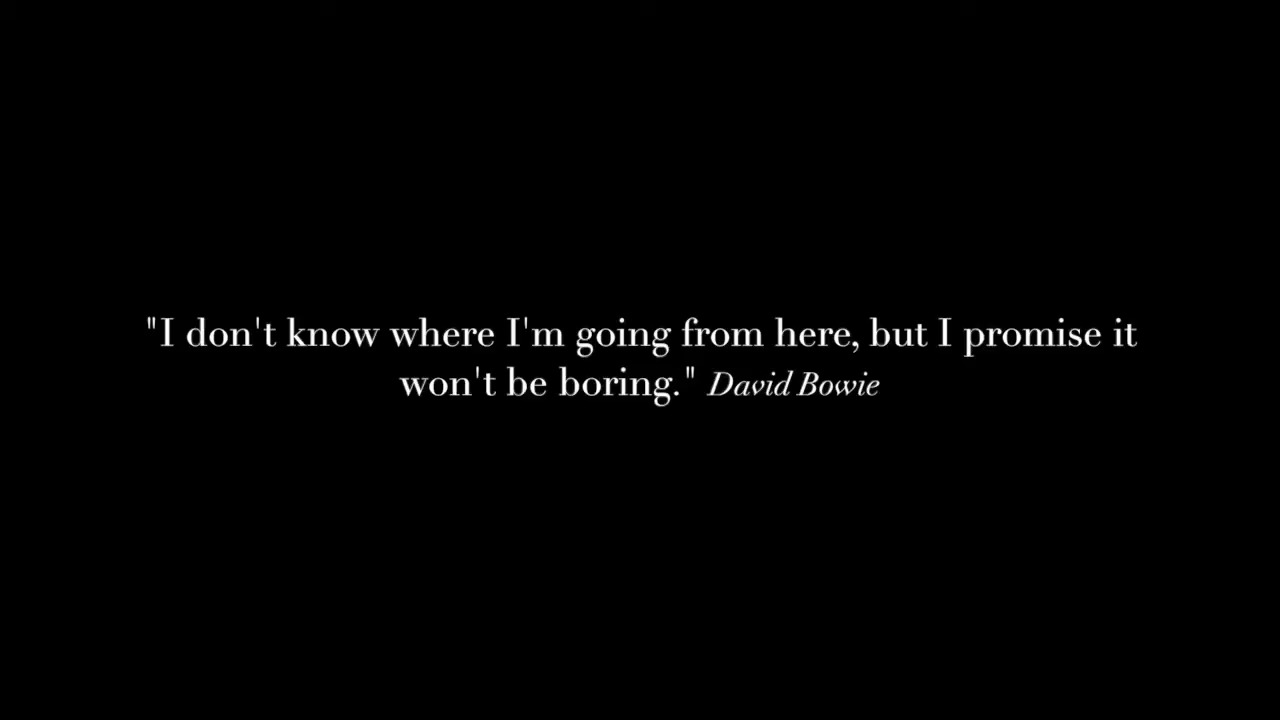 "I don't know where I'm going from here, but I promise it
won't be boring." David Bowie